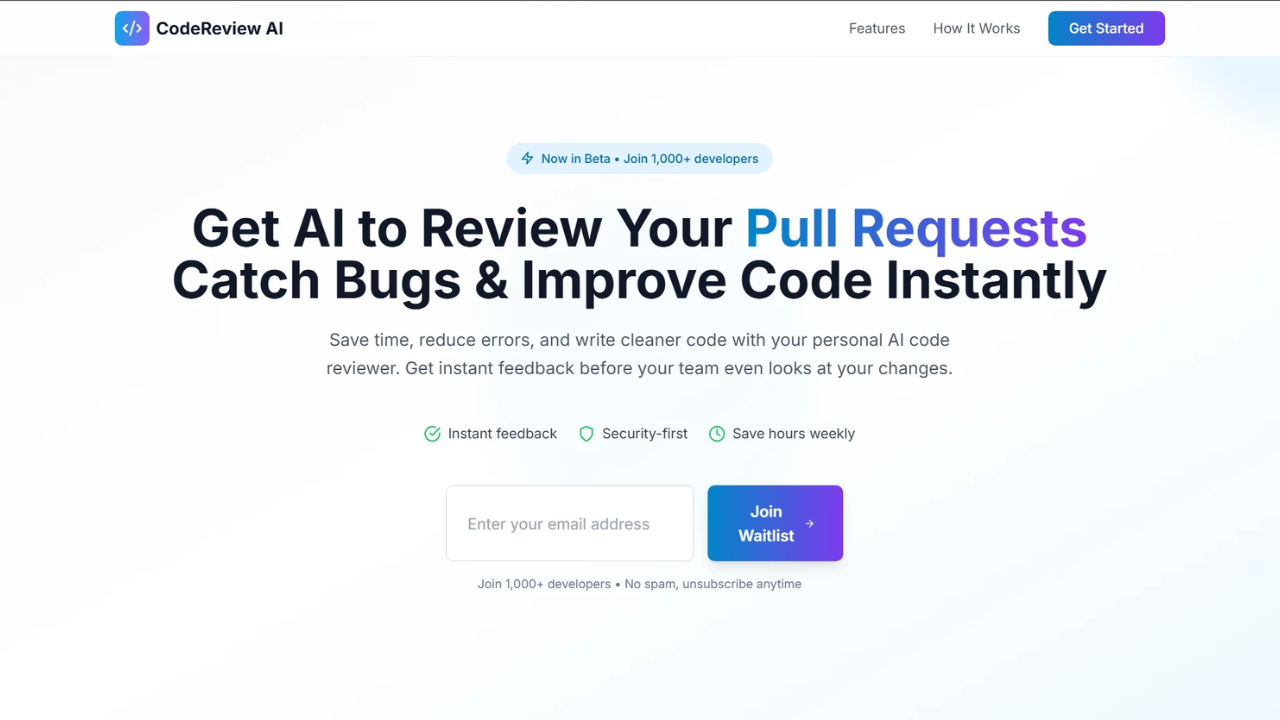 CodeReview AI
Features
How It Works
Get Started
Now in Beta • Join 1,000+ developers
Get AI to Review Your Pull Requests
Catch Bugs & Improve Code Instantly
Save time, reduce errors, and write cleaner code with your personal AI code
reviewer. Get instant feedback before your team even looks at your changes.
Instant feedback
Security-first
Save hours weekly
Enter your email address
Join
Waitlist
Join 1,000+ developers • No spam, unsubscribe anytime